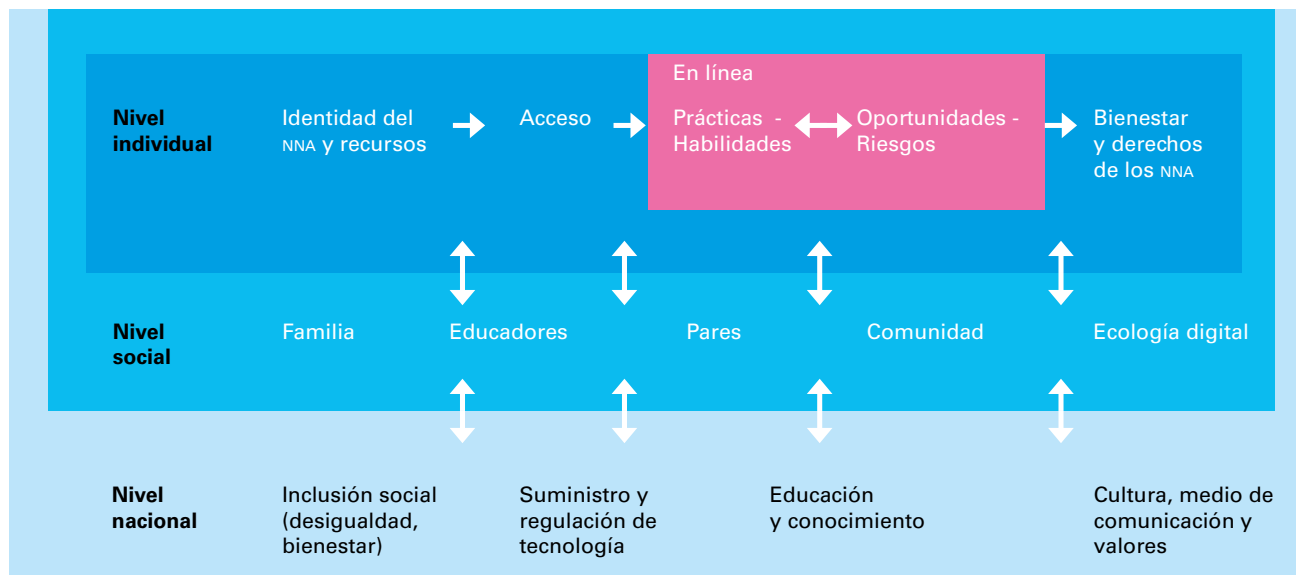 En línea
Nivel
individual
Identidad del
NNA y recursos
Acceso
Prácticas -
Habilidades
Oportunidades -
Riesgos
Bienestar
y derechos
de los NNA
Nivel
social
Familia
Educadores
Pares
Comunidad
Ecología digital
Nivel
nacional
Inclusión social
(desigualdad,
bienestar)
Suministro y
regulación de
tecnología
Educación
y conocimiento
Cultura, medio de
comunicación y
valores